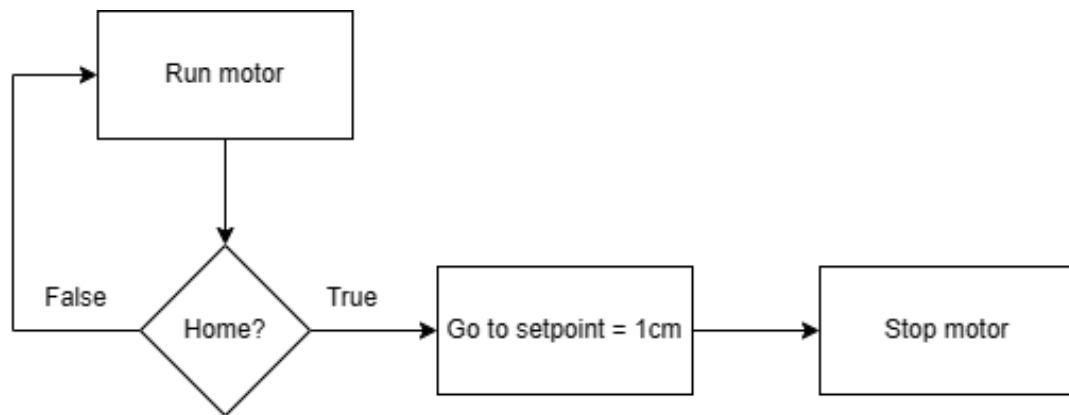 Run motor
False
True
Home?
Go to setpoint = 1cm
Stop motor